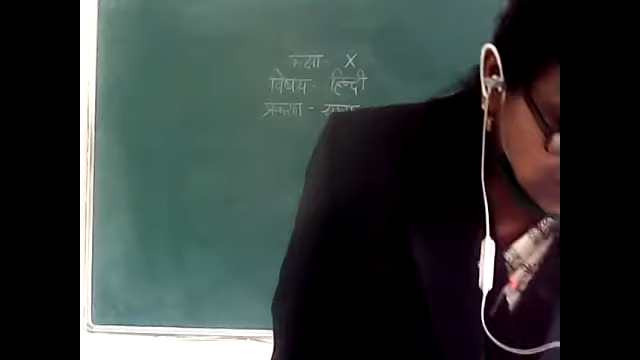 कक्षा - X
विषय - हिन्दी
प्रकरण -